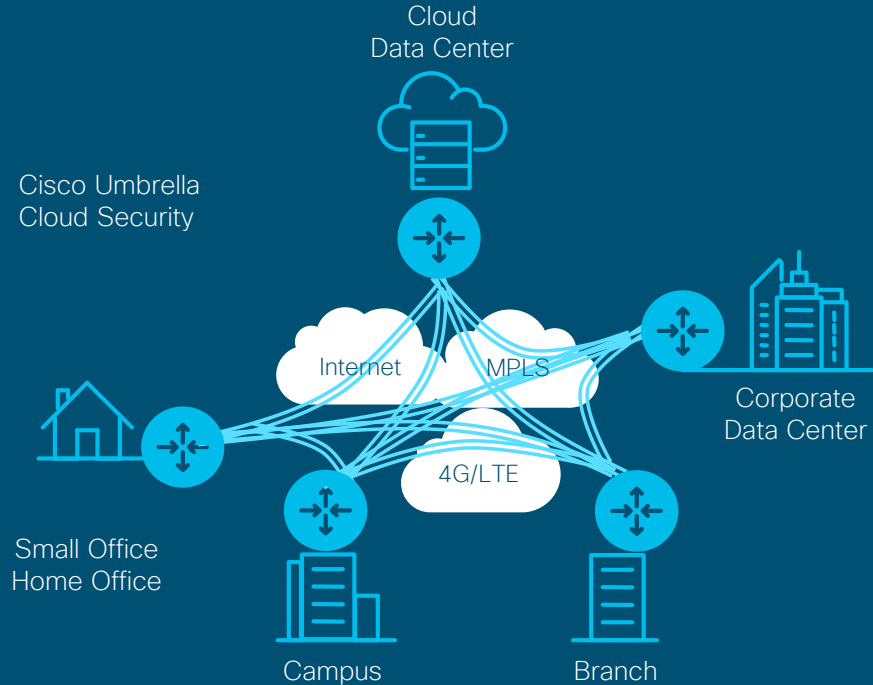 Cloud
Data Center
Cisco Umbrella
Cloud Security
Internet
MPLS
Corporate
Data Center
4G/LTE
Small Office
Home Office
Campus
Branch